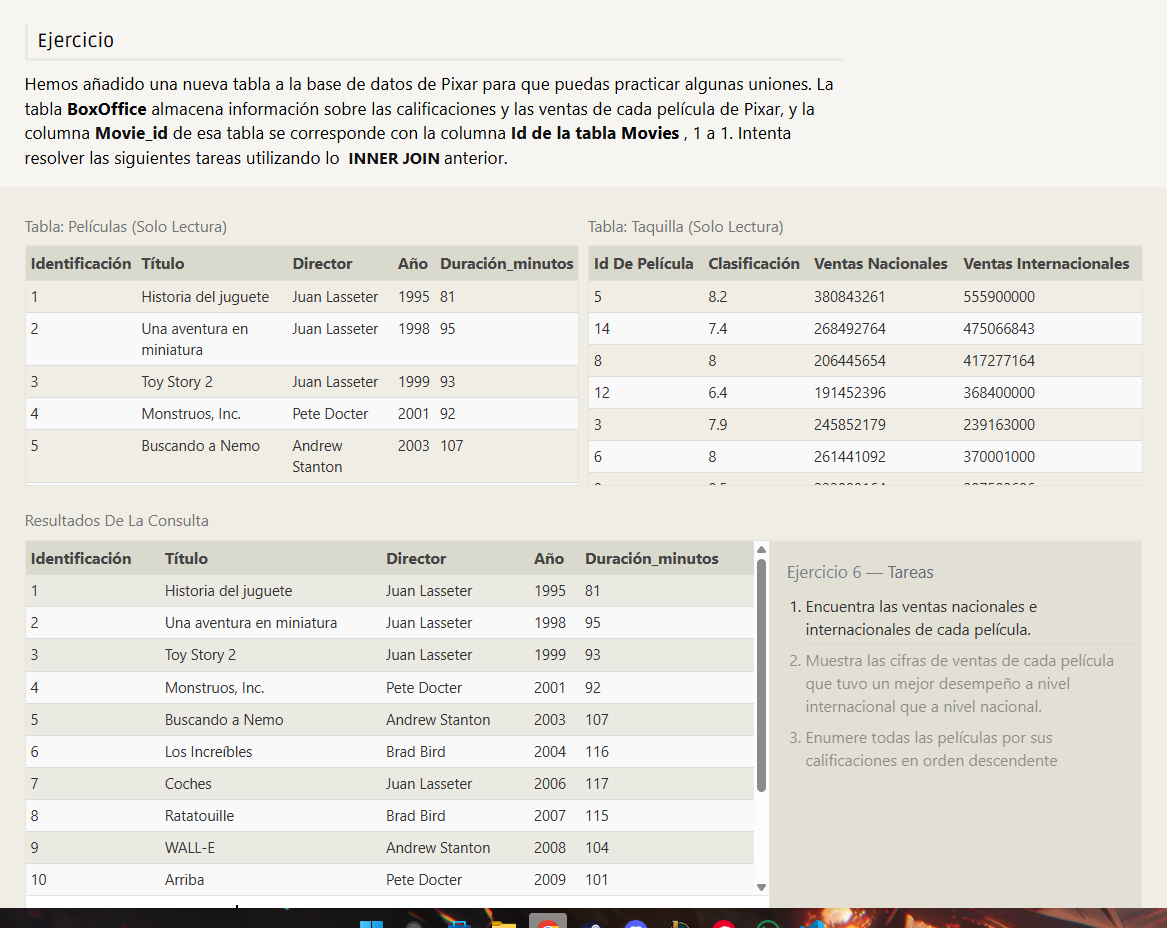 Ejercicio
Hemos añadido una nueva tabla a la base de datos de Pixar para que puedas practicar algunas uniones. La
tabla BoxOffice almacena información sobre las calificaciones y las ventas de cada película de Pixar, y la
columna Movie_id de esa tabla se corresponde con la columna Id de la tabla Movies , 1 a 1. Intenta
resolver las siguientes tareas utilizando lo INNER JOIN anterior.
Tabla: Películas (Solo Lectura)
Identificación Título Director Año Duración_minutos
1 Historia del juguete Juan Lasseter 1995 81
2 Una aventura en Juan Lasseter 1998 95
miniatura
3 Toy Story 2 Juan Lasseter 1999 93
4 Monstruos, Inc. Pete Docter 2001 92
5 Buscando a Nemo Andrew 2003 107
Stanton
Tabla: Taquilla (Solo Lectura)
Id De Película Clasificación Ventas Nacionales Ventas Internacionales
5 8.2 380843261 555900000
14 7.4 268492764 475066843
8 8 206445654 417277164
12 6.4 191452396 368400000
3 7.9 245852179 239163000
6 8 261441092 370001000
Resultados De La Consulta
Identificación Título Director Año Duración_minutos
1 Historia del juguete Juan Lasseter 1995 81
2 Una aventura en miniatura Juan Lasseter 1998 95
3 Toy Story 2 Juan Lasseter 1999 93
4 Monstruos, Inc. Pete Docter 2001 92
5 Buscando a Nemo Andrew Stanton 2003 107
6 Los Increíbles Brad Bird 2004 116
7 Coches Juan Lasseter 2006 117
8 Ratatouille Brad Bird 2007 115
9 WALL-E Andrew Stanton 2008 104
10 Arriba Pete Docter 2009 101
Ejercicio 6 — Tareas
1. Encuentra las ventas nacionales e
internacionales de cada película.
2. Muestra las cifras de ventas de cada película
que tuvo un mejor desempeño a nivel
internacional que a nivel nacional.
3. Enumere todas las películas por sus
calificaciones en orden descendente